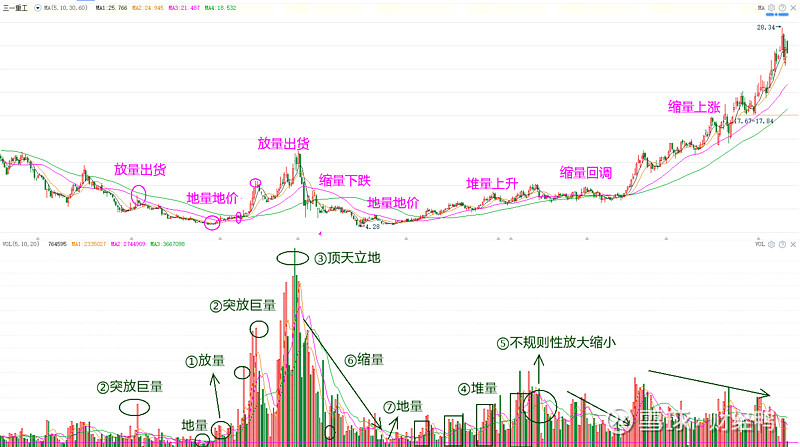 三一重工 MA(5,10,30,60) MA1:25.766 MA2:24.945 MA3:21.487 MA4:18.532
MA
28.34
缩量上涨
17.67-17.84
放量出货
放量出货
地量地价
缩量下跌
地量地价
堆量上升
缩量回调
4.28
VOL(5,10,20) 764595 MA1:2335027 MA2:2744969 MA3:3667098
VOL
③顶天立地
②突放巨量
⑤不规则性放大缩小
①放量
⑥缩量
②突放巨量
④堆量
⑦地量
地量